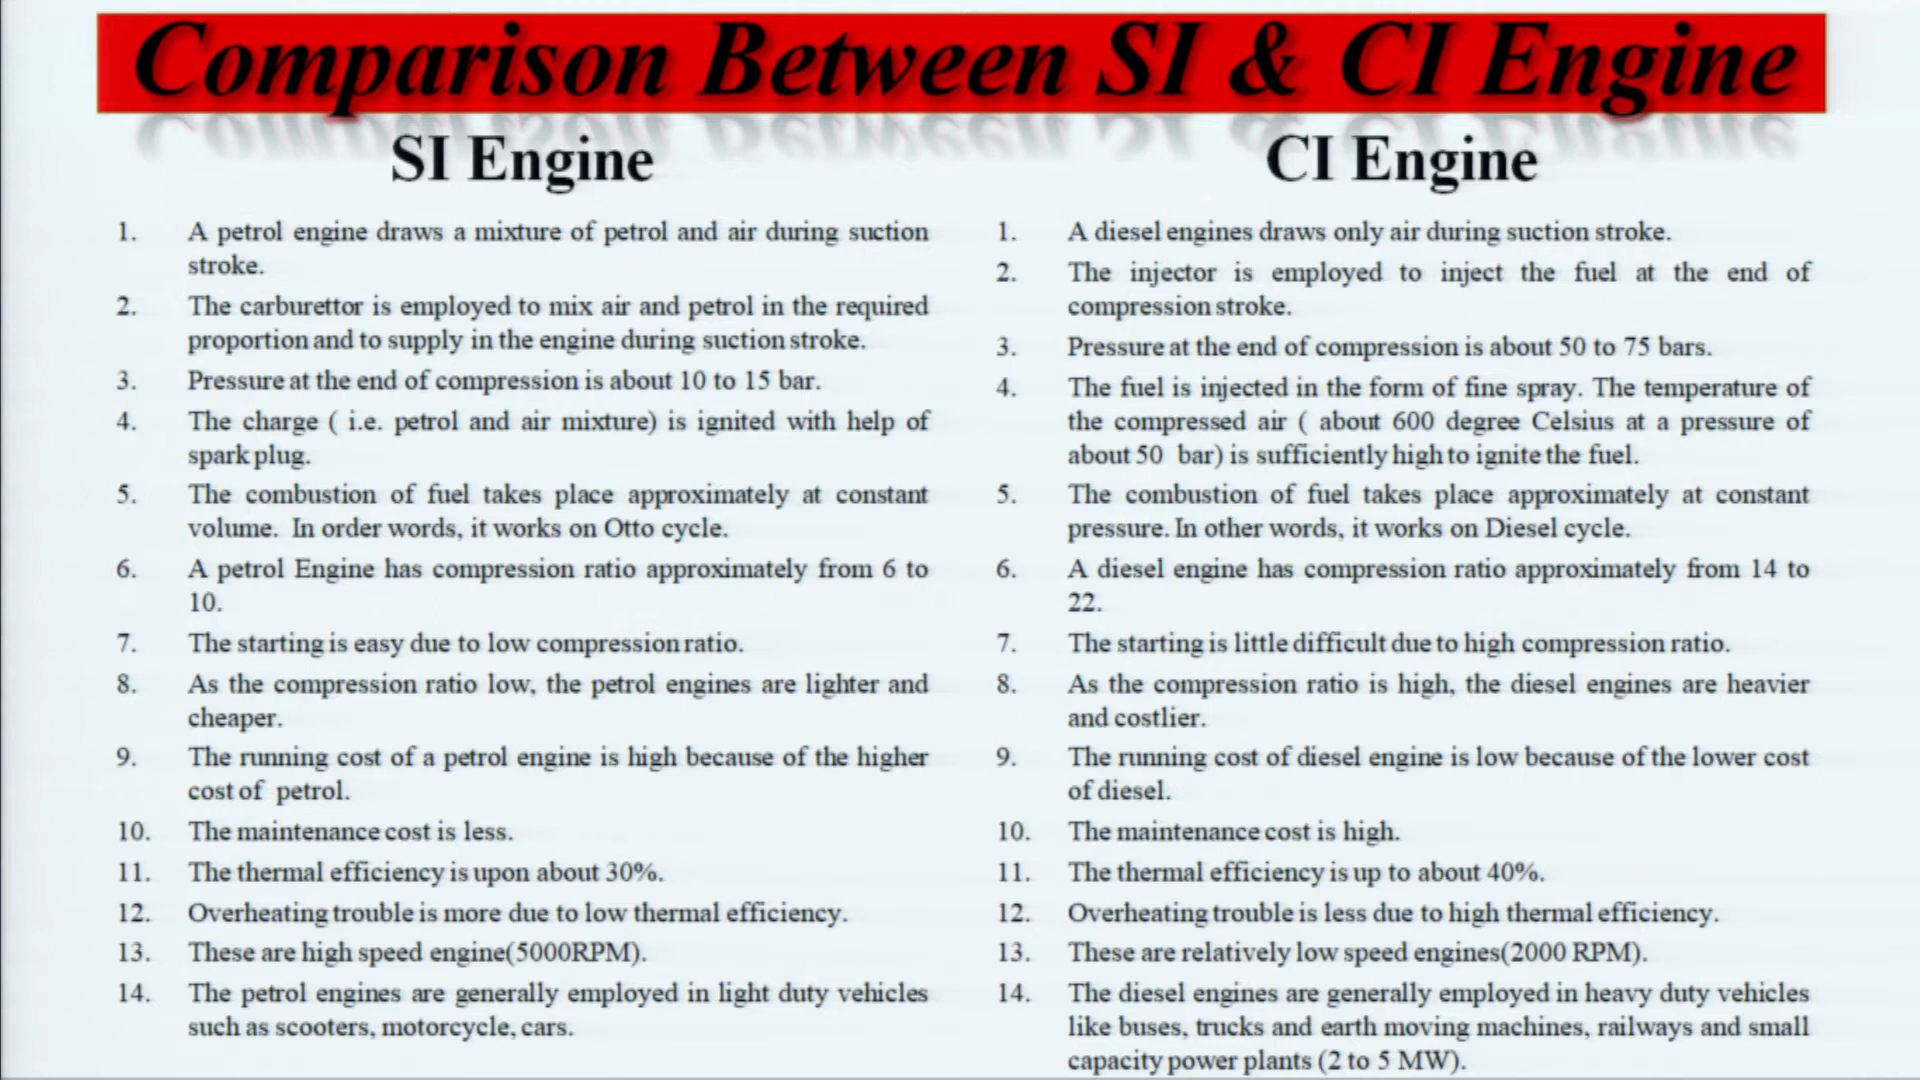 Comparison Between SI & CI Engine
SI Engine
1. A petrol engine draws a mixture of petrol and air during suction
stroke.
2. The carburettor is employed to mix air and petrol in the required
proportion and to supply in the engine during suction stroke.
3. Pressure at the end of compression is about 10 to 15 bar.
4. The charge ( i.e. petrol and air mixture) is ignited with help of
spark plug.
5. The combustion of fuel takes place approximately at constant
volume. In order words, it works on Otto cycle.
6. A petrol Engine has compression ratio approximately from 6 to
10.
7. The starting is easy due to low compression ratio.
8. As the compression ratio low, the petrol engines are lighter and
cheaper.
9. The running cost of a petrol engine is high because of the higher
cost of petrol.
10. The maintenance cost is less.
11. The thermal efficiency is upon about 30%.
12. Overheating trouble is more due to low thermal efficiency.
13. These are high speed engine(5000RPM).
14. The petrol engines are generally employed in light duty vehicles
such as scooters, motorcycle, cars.
CI Engine
1. A diesel engines draws only air during suction stroke.
2. The injector is employed to inject the fuel at the end of
compression stroke.
3. Pressure at the end of compression is about 50 to 75 bars.
4. The fuel is injected in the form of fine spray. The temperature of
the compressed air ( about 600 degree Celsius at a pressure of
about 50 bar) is sufficiently high to ignite the fuel.
5. The combustion of fuel takes place approximately at constant
pressure. In other words, it works on Diesel cycle.
6. A diesel engine has compression ratio approximately from 14 to
22.
7. The starting is little difficult due to high compression ratio.
8. As the compression ratio is high, the diesel engines are heavier
and costlier.
9. The running cost of diesel engine is low because of the lower cost
of diesel.
10. The maintenance cost is high.
11. The thermal efficiency is up to about 40%.
12. Overheating trouble is less due to high thermal efficiency.
13. These are relatively low speed engines(2000 RPM).
14. The diesel engines are generally employed in heavy duty vehicles
like buses, trucks and earth moving machines, railways and small
capacity power plants (2 to 5 MW).